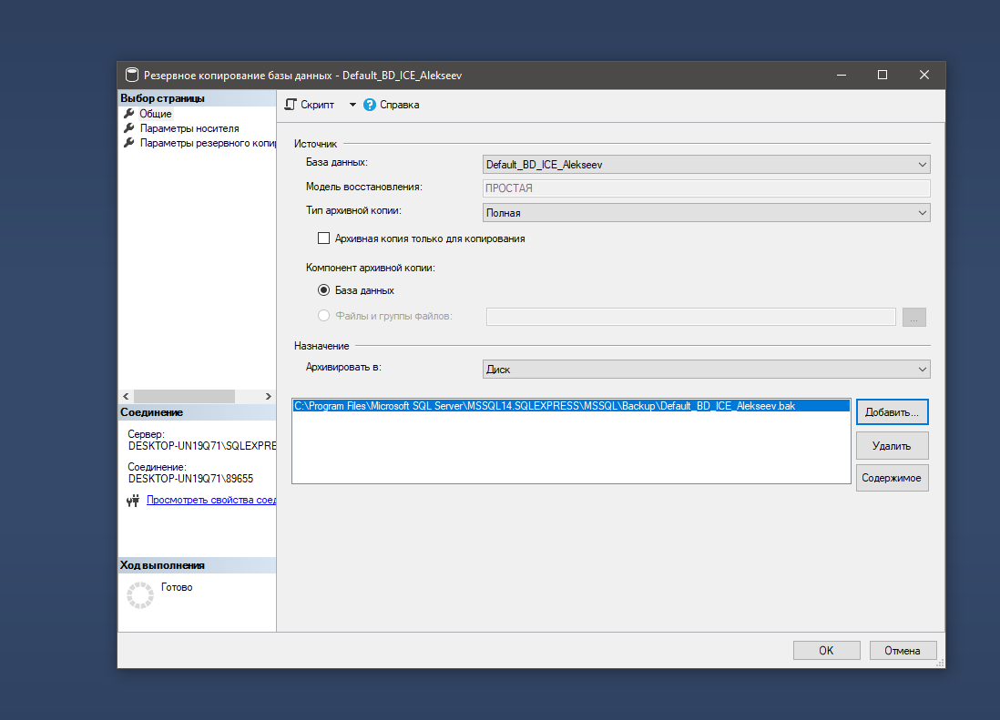 Резервное копирование базы данных - Default_BD_ICE_Alekseev
Выбор страницы
Общие
Параметры носителя
Параметры резервного копир
Скрипт
Справка
Источник
База данных:
Default_BD_ICE_Alekseev
Модель восстановления:
ПРОСТАЯ
Тип архивной копии:
Полная
Архивная копия только для копирования
Компонент архивной копии:
База данных
Файлы и группы файлов:
...
Назначение
Архивировать в:
Диск
C:\Program Files\Microsoft SQL Server\MSSQL14.SQLEXPRESS\MSSQL\Backup\Default_BD_ICE_Alekseev.bak
Добавить...
Удалить
Содержимое
Соединение
Сервер:
DESKTOP-UN19Q71\SQLEXPRE
Соединение:
DESKTOP-UN19Q71\89655
Просмотреть свойства соед
Ход выполнения
Готово
ОК
Отмена